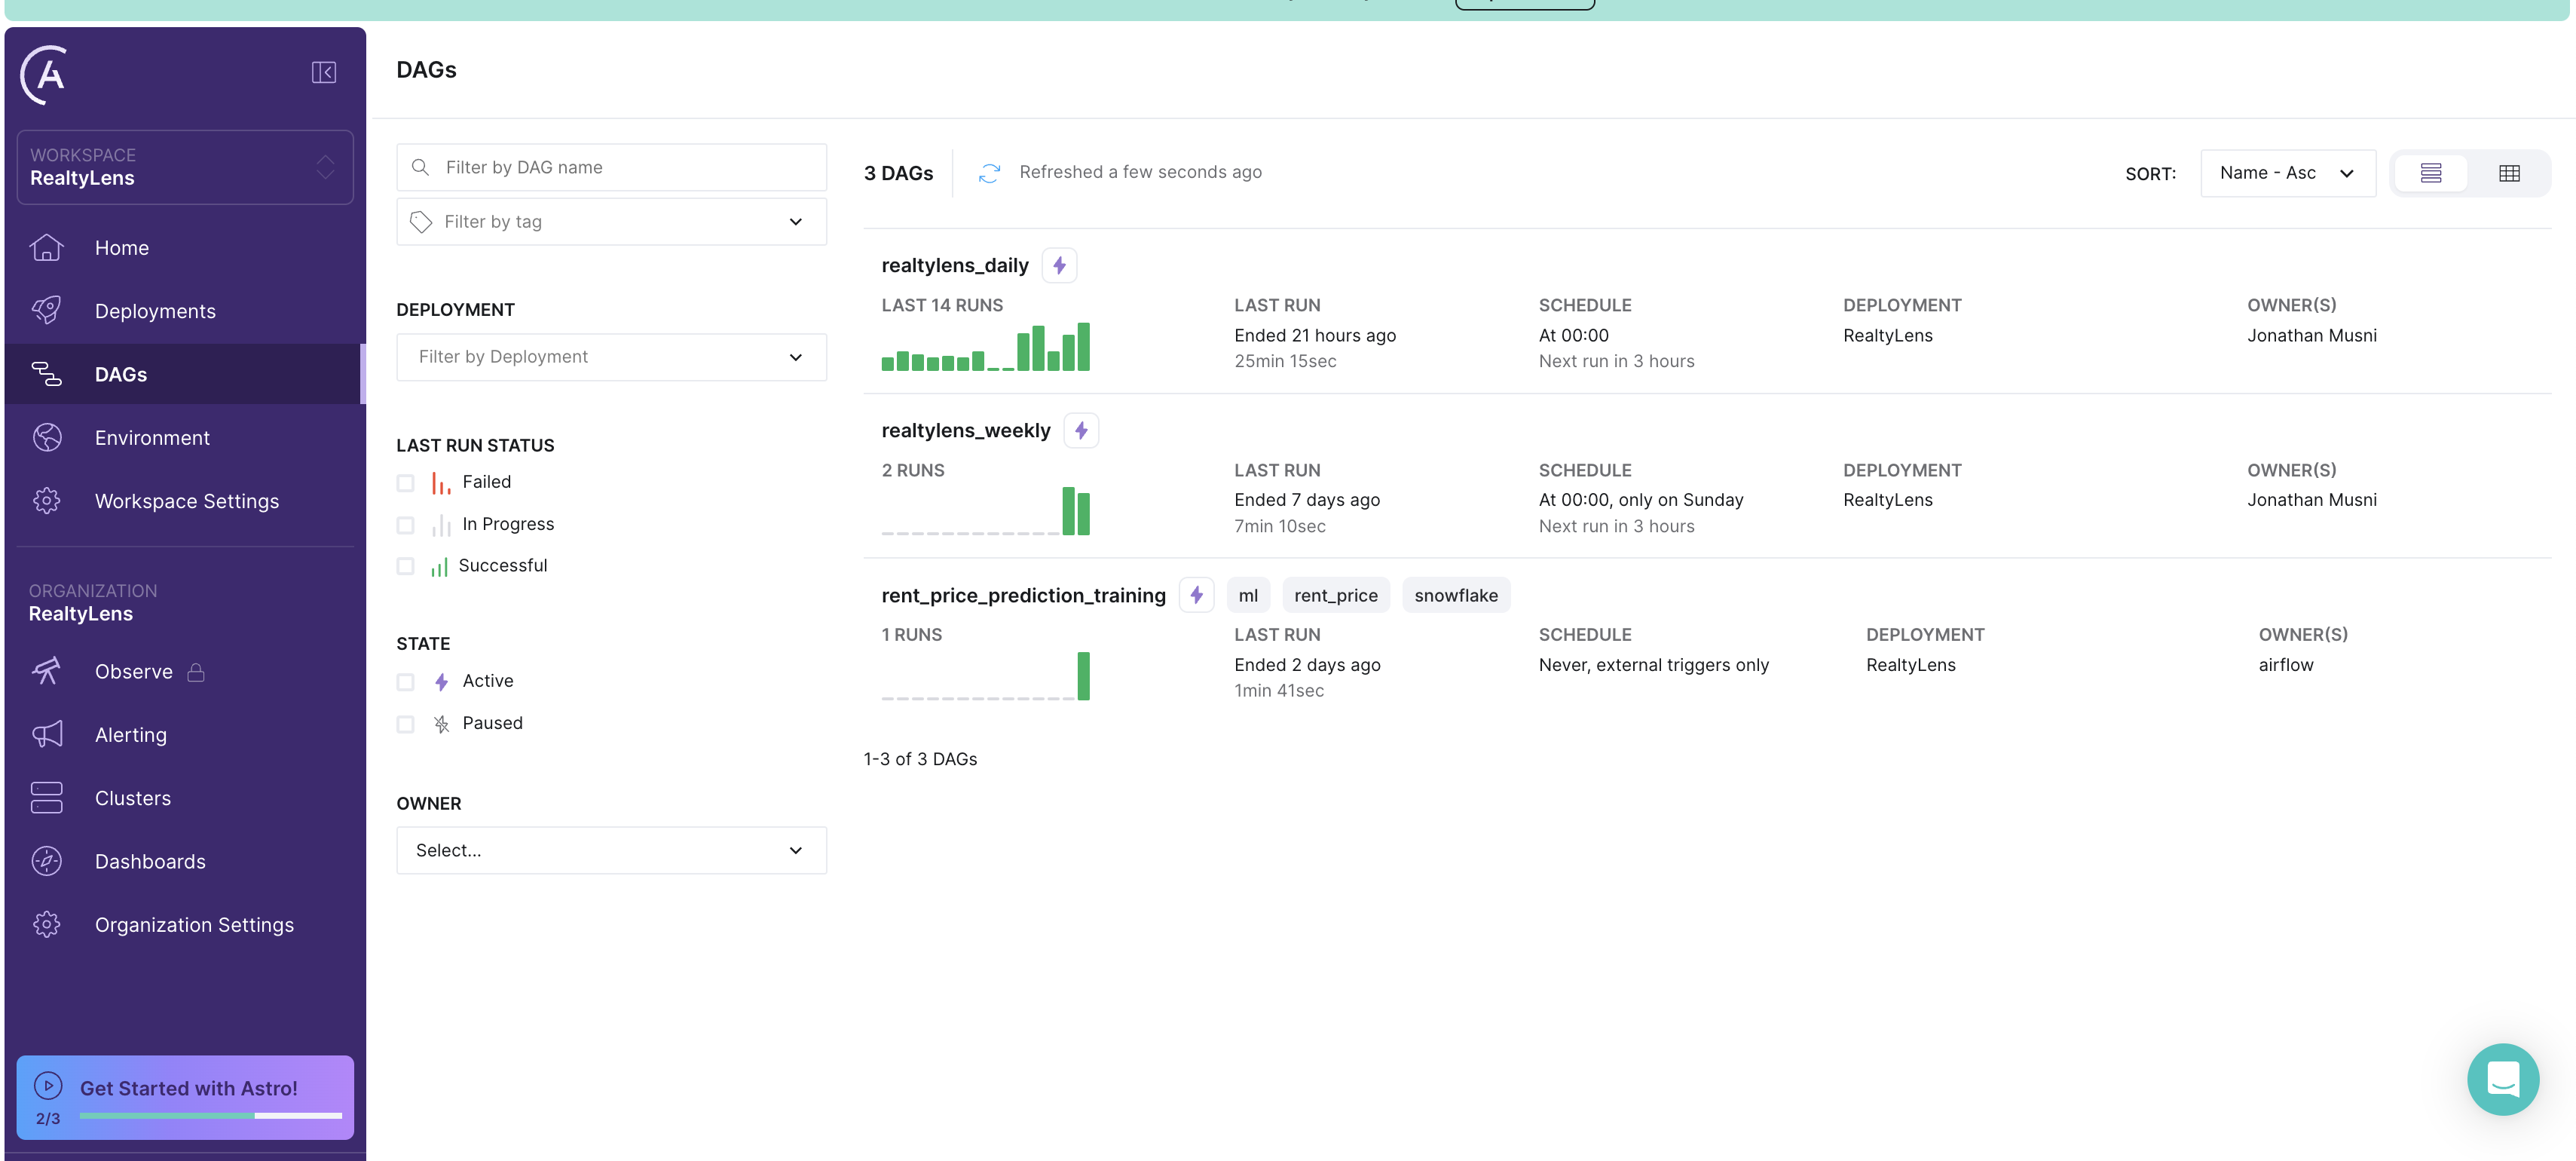 WORKSPACE
RealtyLens
Home
Deployments
DAGs
Environment
Workspace Settings
ORGANIZATION
RealtyLens
Observe
Alerting
Clusters
Dashboards
Organization Settings
Get Started with Astro!
2/3
DAGs
Filter by DAG name
Filter by tag
DEPLOYMENT
Filter by Deployment
LAST RUN STATUS
Failed
In Progress
Successful
STATE
Active
Paused
OWNER
Select...
3 DAGs Refreshed a few seconds ago SORT: Name - Asc
realtylens_daily
LAST 14 RUNS LAST RUN SCHEDULE DEPLOYMENT OWNER(S)
Ended 21 hours ago At 00:00 RealtyLens Jonathan Musni
25min 15sec Next run in 3 hours
realtylens_weekly
2 RUNS LAST RUN SCHEDULE DEPLOYMENT OWNER(S)
Ended 7 days ago At 00:00, only on Sunday RealtyLens Jonathan Musni
7min 10sec Next run in 3 hours
rent_price_prediction_training ml rent_price snowflake
1 RUNS LAST RUN SCHEDULE DEPLOYMENT OWNER(S)
Ended 2 days ago Never, external triggers only RealtyLens airflow
1min 41sec
1-3 of 3 DAGs